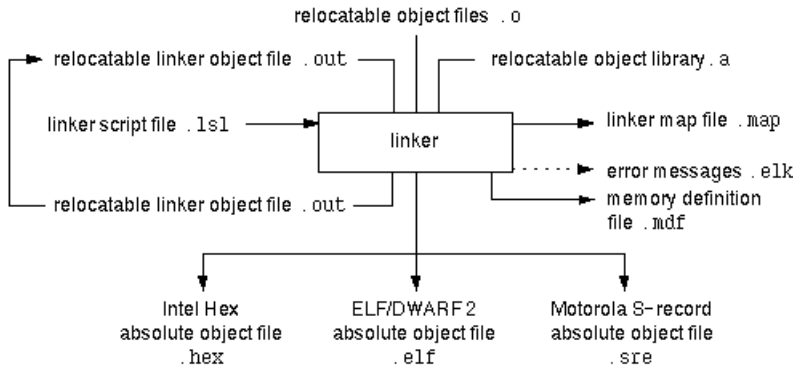 relocatable object files .o
relocatable linker object file .out
relocatable object library .a
linker script file .lsl
linker
linker map file .map
error messages .elk
relocatable linker object file .out
memory definition
file .mdf
Intel Hex
absolute object file
.hex
ELF/DWARF 2
absolute object file
.elf
Motorola S-record
absolute object file
.sre